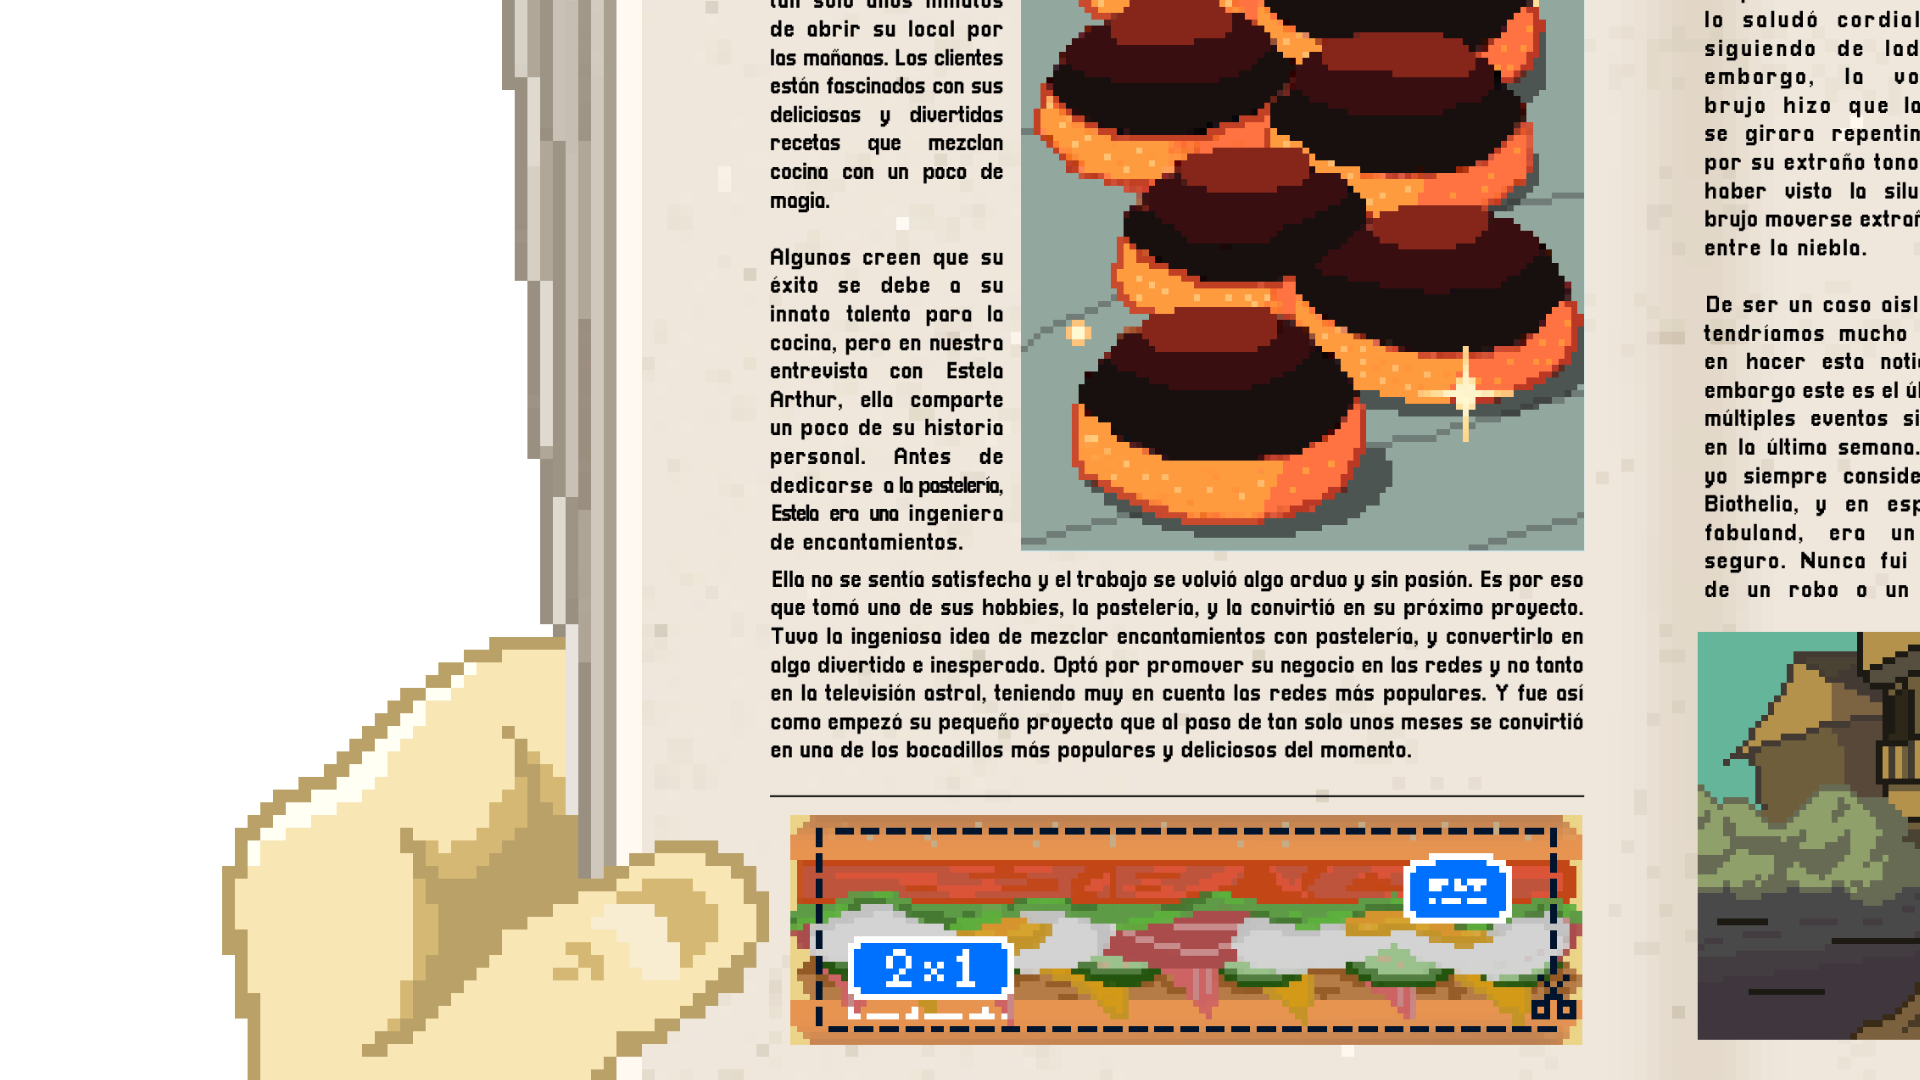 de abrir su local por
las mañanas. Los clientes
están fascinados con sus
deliciosas y divertidas
recetas que mezclan
cocina con un poco de
magia.
Algunos creen que su
éxito se debe a su
innato talento para la
cocina, pero en nuestra
entrevista con Estela
Arthur, ella comparte
un poco de su historia
personal. Antes de
dedicarse a la pastelería,
Estela era una ingeniera
de encantamientos.
Ella no se sentía satisfecha y el trabajo se volvió algo arduo y sin pasión. Es por eso
que tomó uno de sus hobbies, la pastelería, y la convirtió en su próximo proyecto.
Tuvo la ingeniosa idea de mezclar encantamientos con pastelería, y convertirlo en
algo divertido e inesperado. Optó por promover su negocio en las redes y no tanto
en la televisión astral, teniendo muy en cuenta las redes más populares. Y fue así
como empezó su pequeño proyecto que al paso de tan solo unos meses se convirtió
en una de los bocadillos más populares y deliciosos del momento.
2x1
lo saludó cordial
siguiendo de lad
embargo, la vo
brujo hizo que la
se girara repentin
por su extraño tono
haber visto la silu
brujo moverse extrañ
entre la niebla.
De ser un caso aisl
tendríamos mucho
en hacer esta noti
embargo este es el úl
múltiples eventos si
en la última semana.
yo siempre conside
Biothelia, y en esp
fabuland, era un
seguro. Nunca fui
de un robo o un